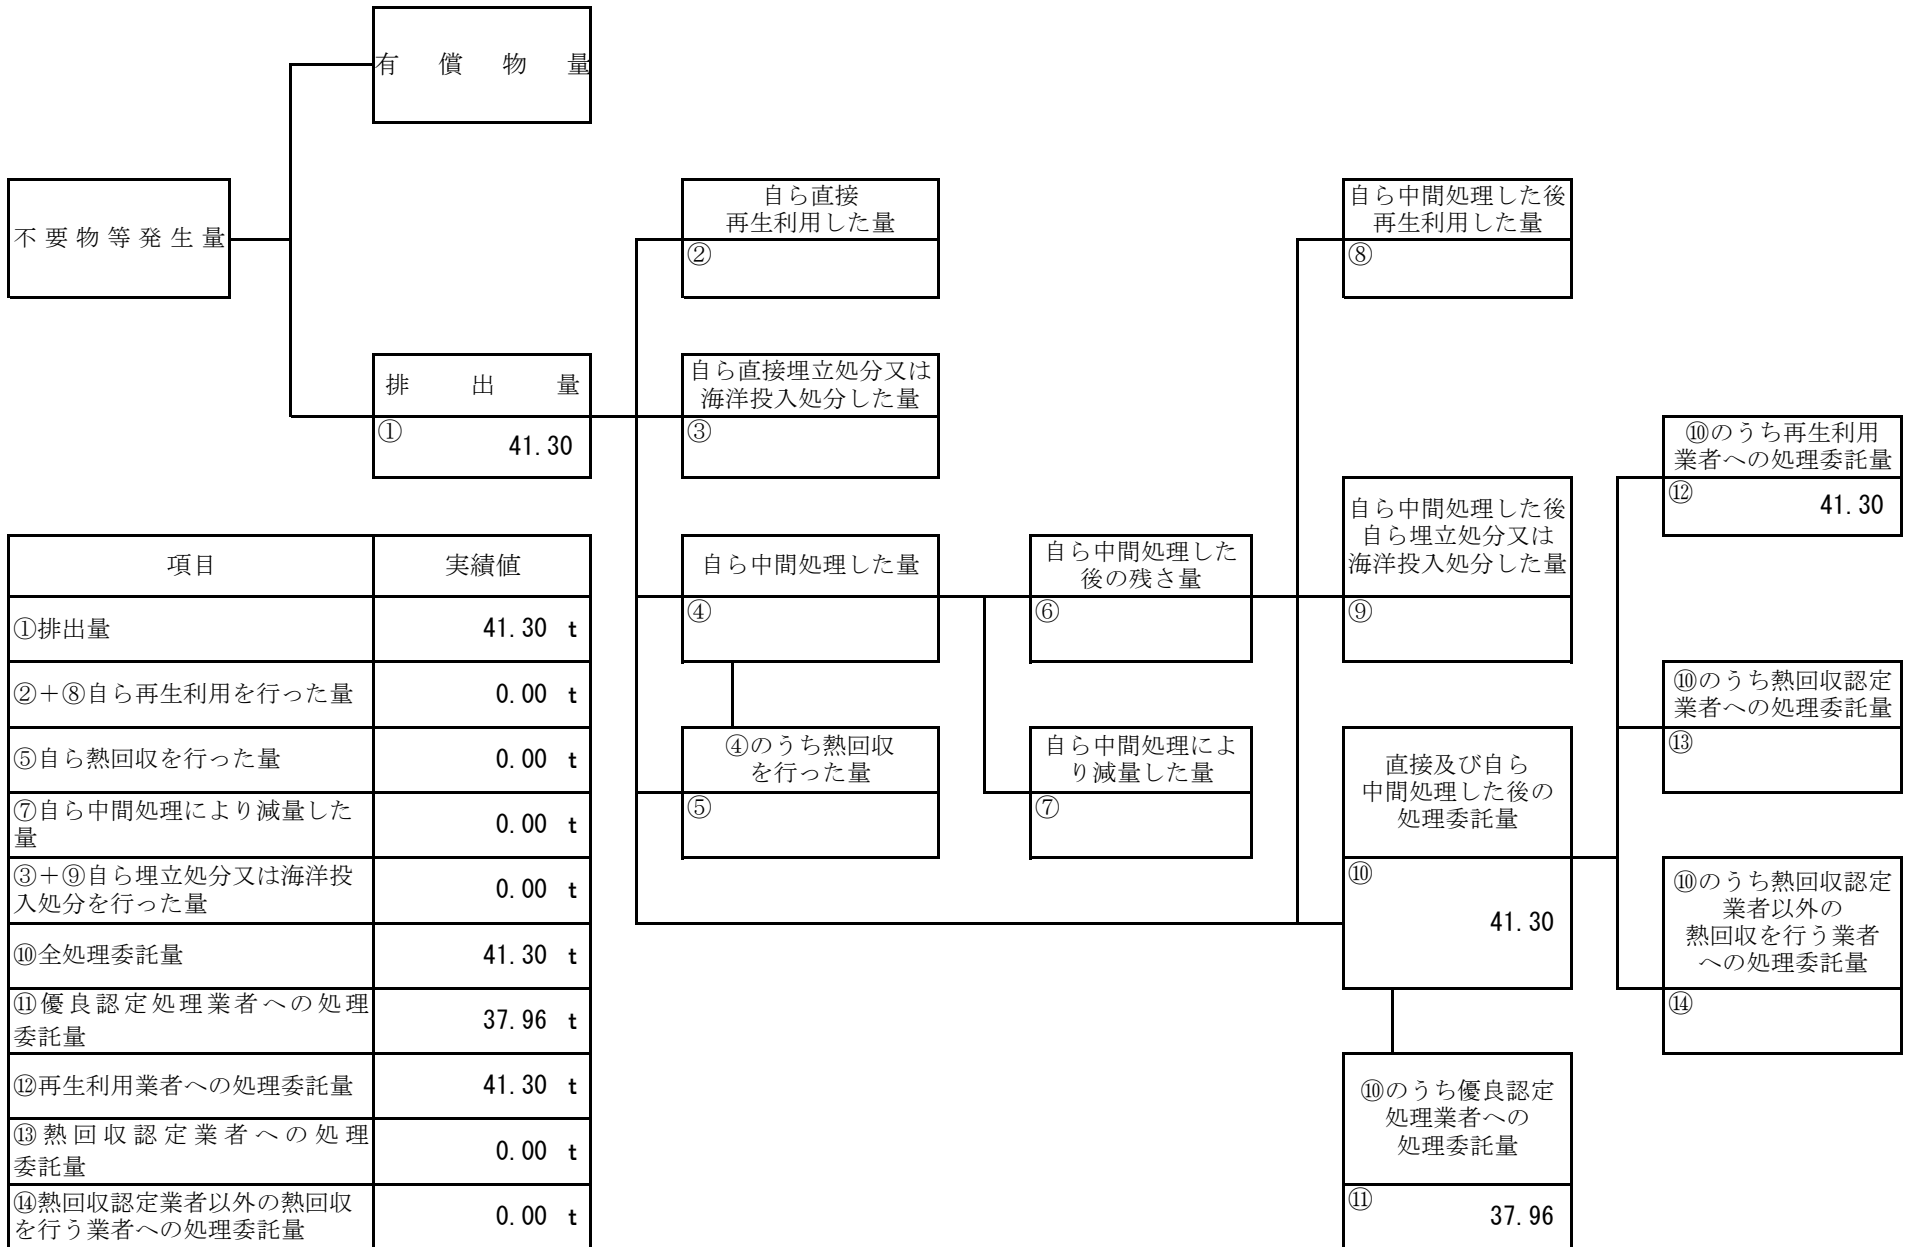 有償物量
不要物等発生量
自ら直接
再生利用した量
②
自ら中間処理した後
再生利用した量
⑧
排出量
①
41.30
自ら直接埋立処分又は
海洋投入処分した量
③
⑩のうち再生利用
業者への処理委託量
⑫
41.30
自ら中間処理した量
④
自ら中間処理した
後の残さ量
⑥
自ら中間処理した後
自ら埋立処分又は
海洋投入処分した量
⑨
⑩のうち熱回収認定
業者への処理委託量
⑬
④のうち熱回収
を行った量
⑤
自ら中間処理によ
り減量した量
⑦
直接及び自ら
中間処理した後の
処理委託量
⑩
41.30
⑩のうち熱回収認定
業者以外の
熱回収を行う業者
への処理委託量
⑭
⑩のうち優良認定
処理業者への
処理委託量
⑪
37.96
項目 実績値
①排出量 41.30 t
②＋⑧自ら再生利用を行った量 0.00 t
⑤自ら熱回収を行った量 0.00 t
⑦自ら中間処理により減量した
量 0.00 t
③＋⑨自ら埋立処分又は海洋投
入処分を行った量 0.00 t
⑩全処理委託量 41.30 t
⑪優良認定処理業者への処理
委託量 37.96 t
⑫再生利用業者への処理委託量 41.30 t
⑬熱回収認定業者への処理
委託量 0.00 t
⑭熱回収認定業者以外の熱回収
を行う業者への処理委託量 0.00 t